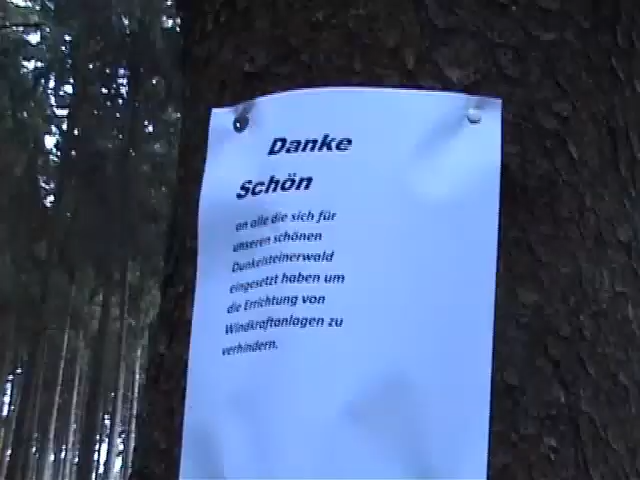 Danke
Schön
an alle die sich für
unseren schönen
Dunkelsteinerwald
eingesetzt haben um
die Errichtung von
Windkraftanlagen zu
verhindern.